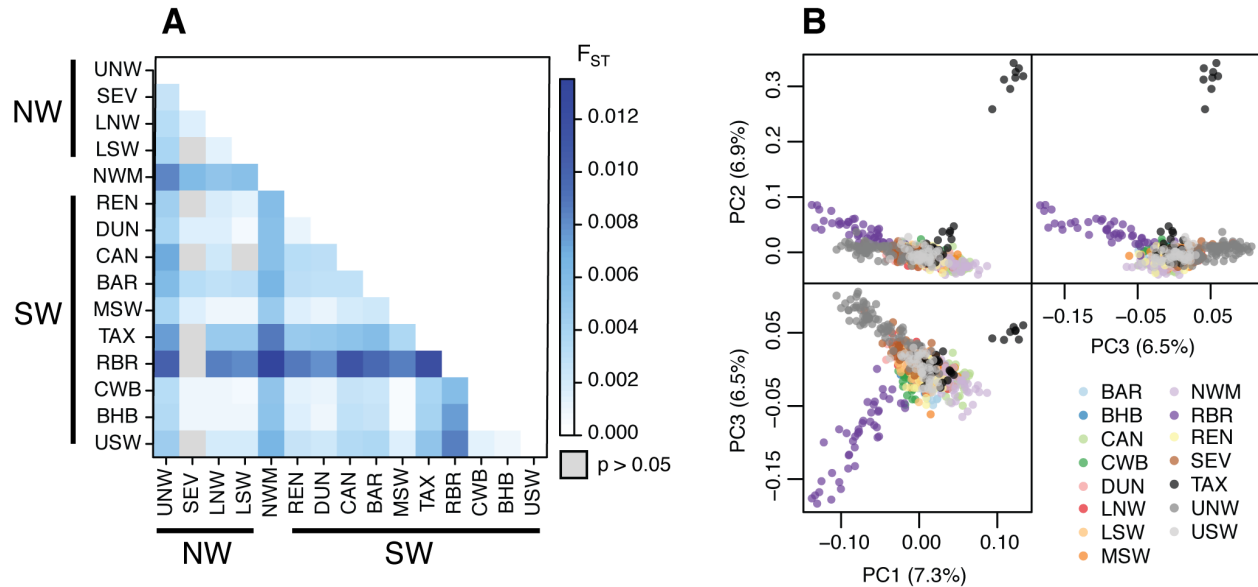 A
B
F_ST
UNW
SEV
LNW
LSW
NWM
REN
DUN
CAN
BAR
MSW
TAX
RBR
CWB
BHB
USW
NW
SW
0.012
0.010
0.008
0.006
0.004
0.002
0.000
p > 0.05
UNW SEV LNW LSW NWM REN DUN CAN BAR MSW TAX RBR CWB BHB USW
NW SW
PC2 (6.9%)
0.3
0.2
0.1
0.0
PC3 (6.5%)
0.05
−0.05
−0.15
−0.10 0.00 0.10
PC1 (7.3%)
−0.15 −0.05 0.05
PC3 (6.5%)
BAR
BHB
CAN
CWB
DUN
LNW
LSW
MSW
NWM
RBR
REN
SEV
TAX
UNW
USW